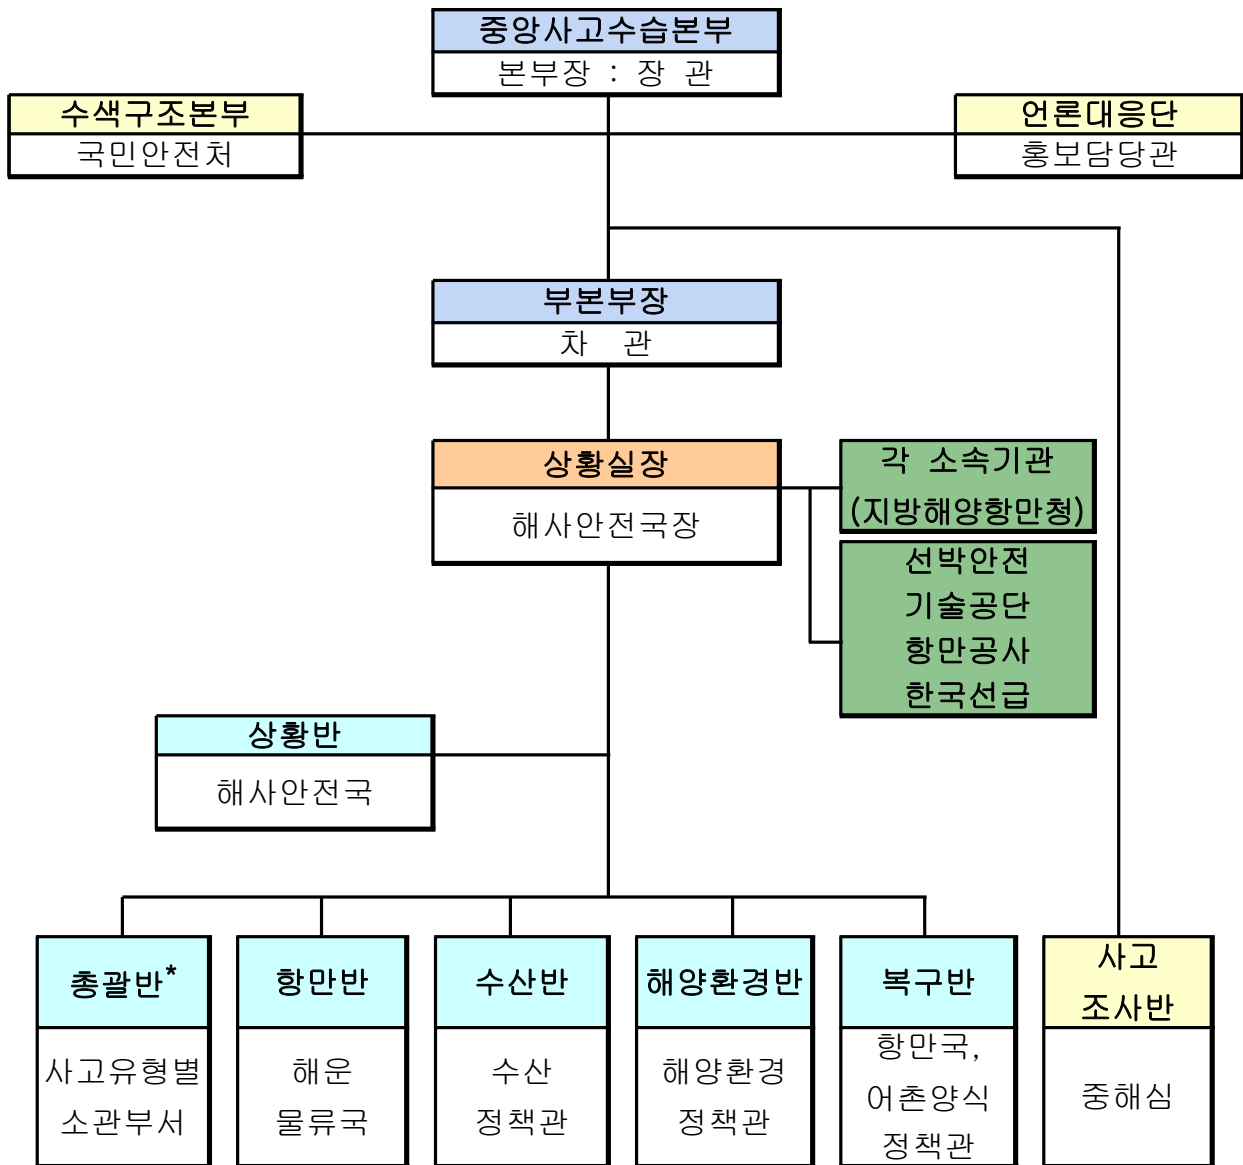 중앙사고수습본부
본부장 : 장 관
수색구조본부
국민안전처
언론대응단
홍보담당관
부본부장
차 관
상황실장
해사안전국장
각 소속기관
(지방해양항만청)
선박안전
기술공단
항만공사
한국선급
상황반
해사안전국
총괄반*
사고유형별
소관부서
항만반
해운
물류국
수산반
수산
정책관
해양환경반
해양환경
정책관
복구반
항만국,
어촌양식
정책관
사고
조사반
중해심